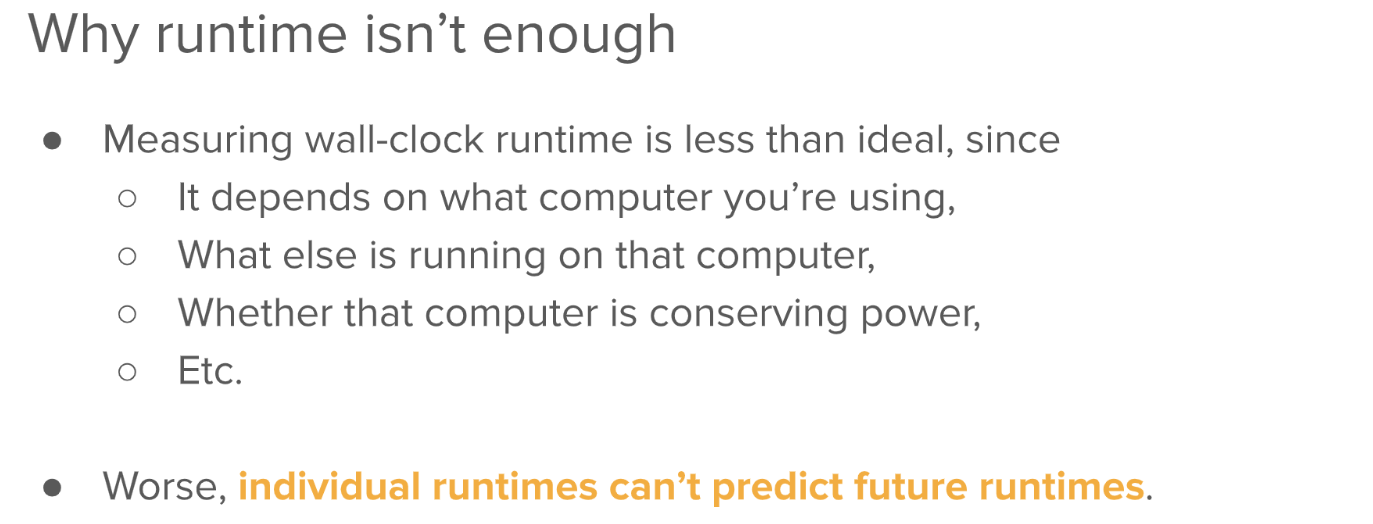 Why runtime isn’t enough
● Measuring wall-clock runtime is less than ideal, since
○ It depends on what computer you’re using,
○ What else is running on that computer,
○ Whether that computer is conserving power,
○ Etc.
● Worse, individual runtimes can’t predict future runtimes.